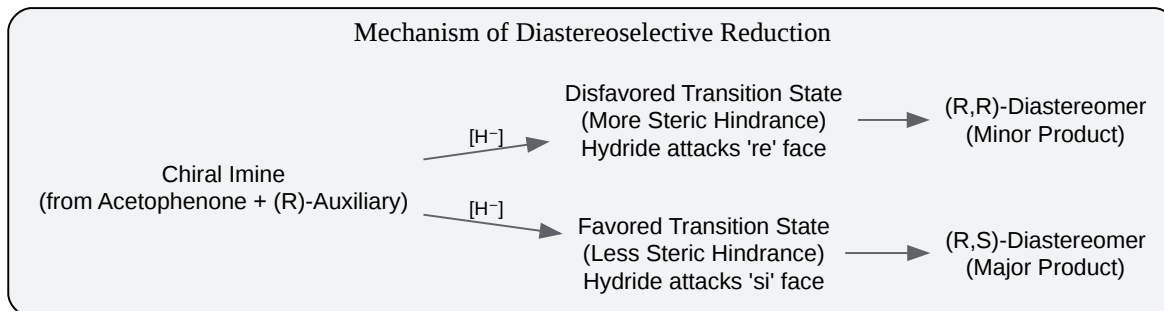 Mechanism of Diastereoselective Reduction
Chiral Imine
(from Acetophenone + (R)-Auxiliary)
[H⁻]
Disfavored Transition State
(More Steric Hindrance)
Hydride attacks 're' face
(R,R)-Diastereomer
(Minor Product)
[H⁻]
Favored Transition State
(Less Steric Hindrance)
Hydride attacks 'si' face
(R,S)-Diastereomer
(Major Product)